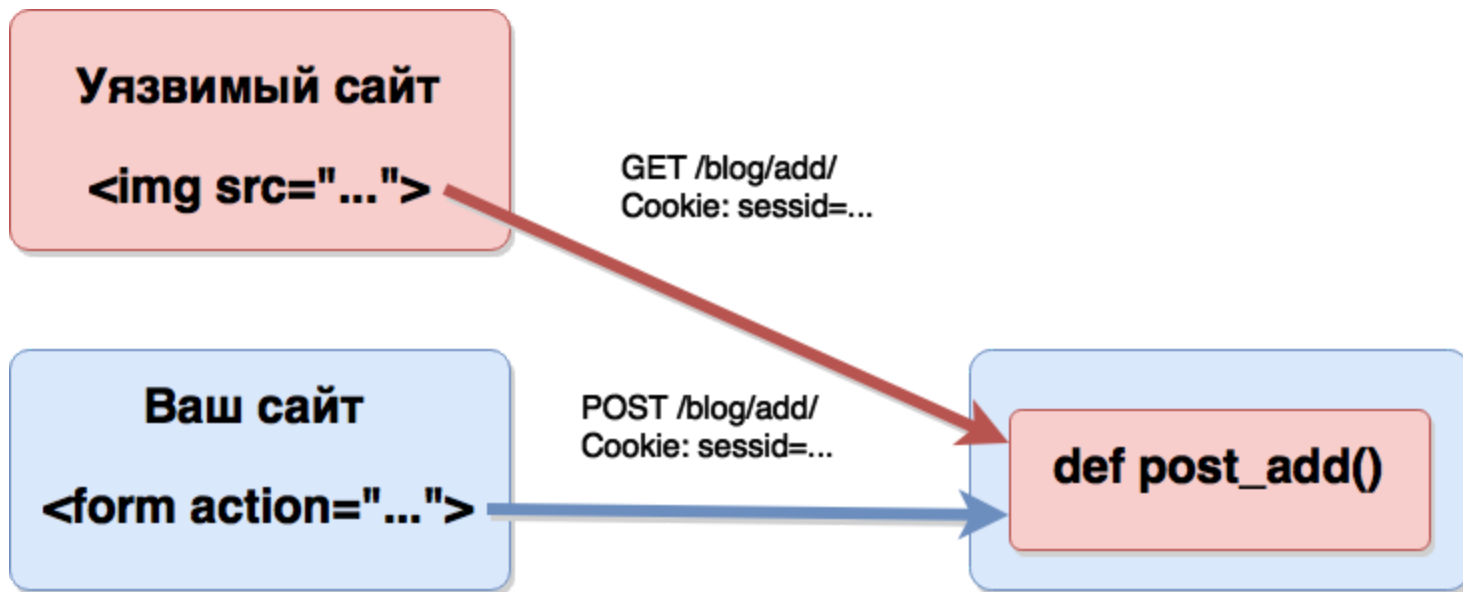 Уязвимый сайт
<img src="...">
GET /blog/add/
Cookie: sessid=...
Ваш сайт
<form action="...">
POST /blog/add/
Cookie: sessid=...
def post_add()